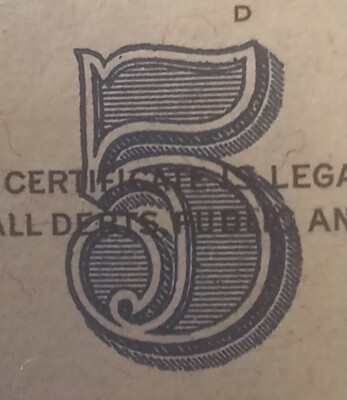 D
5
CERTIFICATE IS LEGA
ALL DEBTS, PUBLIC AN